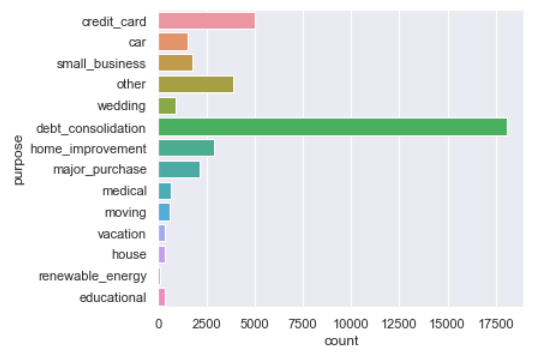 credit_card
car
small_business
other
wedding
debt_consolidation
home_improvement
major_purchase
medical
moving
vacation
house
renewable_energy
educational
purpose
0 2500 5000 7500 10000 12500 15000 17500
count